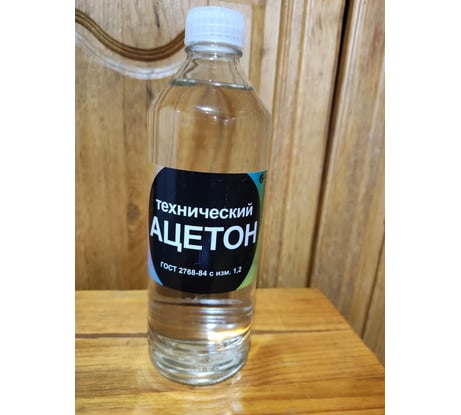 технический
АЦЕТОН
ГОСТ 2768-84 с изм. 1,2